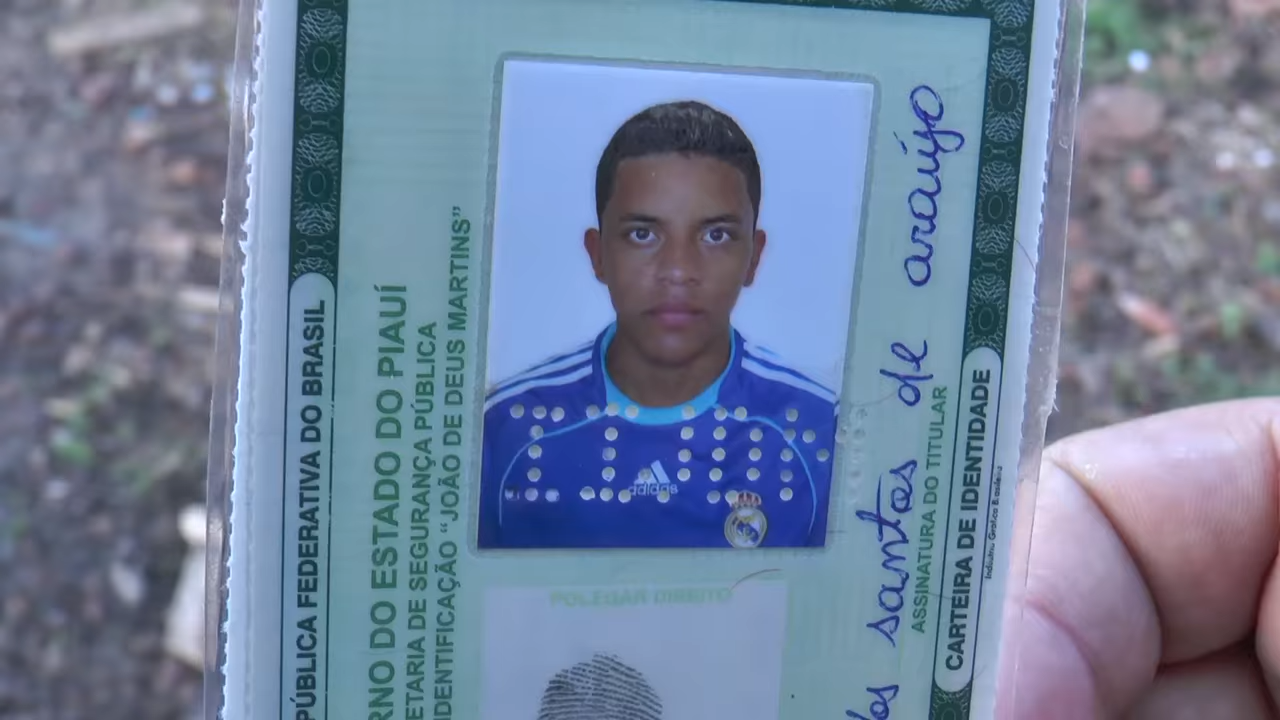 PÚBLICA FEDERATIVA DO BRASIL
RNO DO ESTADO DO PIAUÍ
ETARIA DE SEGURANÇA PÚBLICA
IDENTIFICAÇÃO “JOÃO DE DEUS MARTINS”
adidas
POLEGAR DIREITO
os santos de araújo
ASSINATURA DO TITULAR
CARTEIRA DE IDENTIDADE